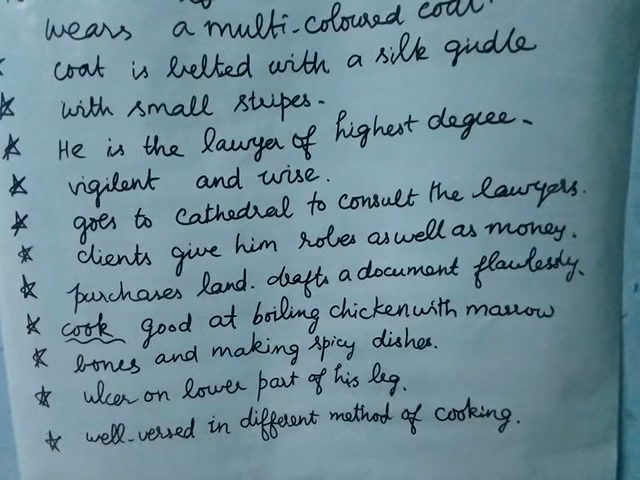 wears a multi-coloured coat.
coat is belted with a silk girdle
with small stripes.
He is the lawyer of highest degree.
vigilent and wise.
goes to cathedral to consult the lawyers.
clients give him robes aswell as money.
purchases land. drafts a document flawlessly.
cook good at boiling chicken with marrow
bones and making spicy dishes.
ulcer on lower part of his leg.
well-versed in different method of cooking.